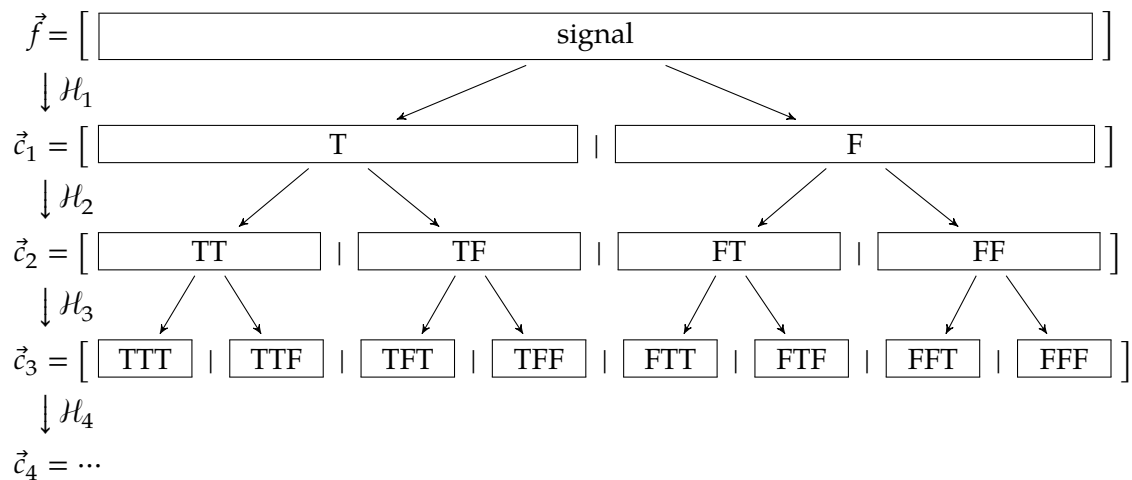 f⃗ = [ signal ]
↓ ℋ₁
c⃗₁ = [ T | F ]
↓ ℋ₂
c⃗₂ = [ TT | TF | FT | FF ]
↓ ℋ₃
c⃗₃ = [ TTT | TTF | TFT | TFF | FTT | FTF | FFT | FFF ]
↓ ℋ₄
c⃗₄ = ⋯